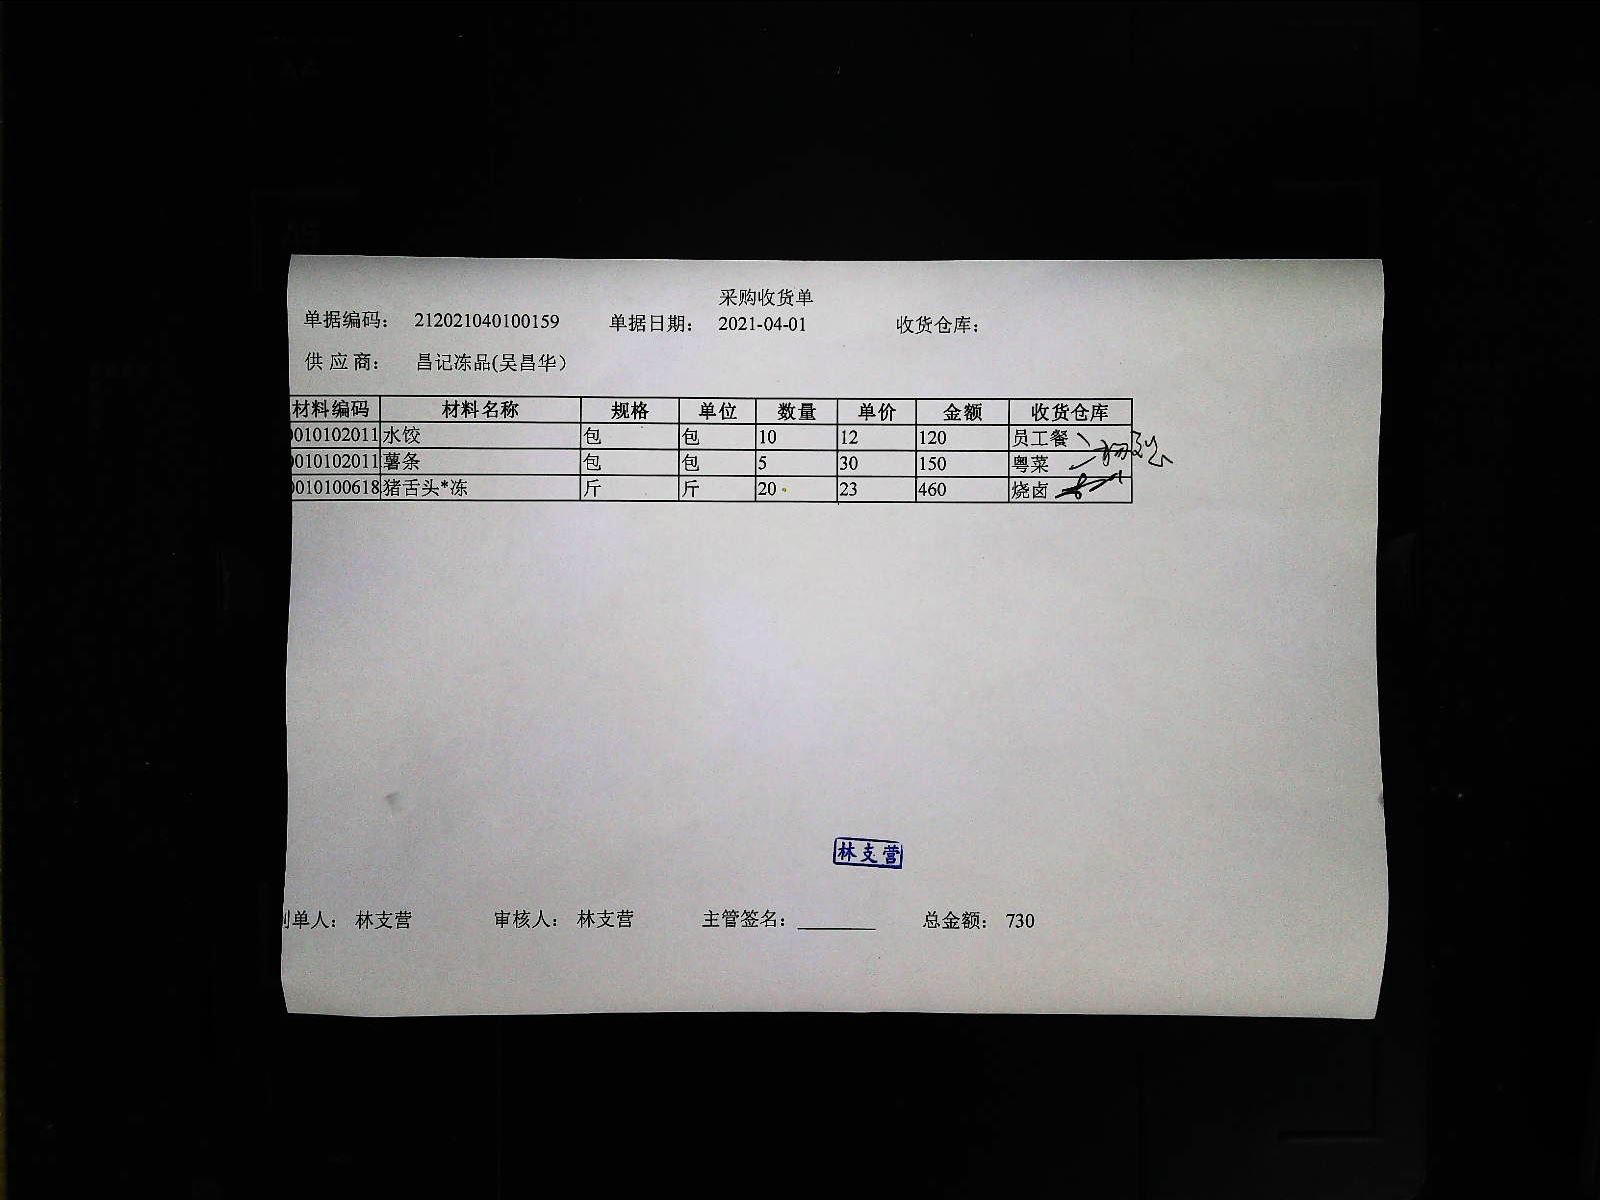 采购收货单
单据编码： 212021040100159 单据日期： 2021-04-01 收货仓库：
供 应 商： 昌记冻品(吴昌华）
材料编码 材料名称 规格 单位 数量 单价 金额 收货仓库
0010102011 水饺 包 包 10 12 120 员工餐
0010102011 薯条 包 包 5 30 150 粤菜
0010100618 猪舌头*冻 斤 斤 20 23 460 烧卤
林支营
制单人： 林支营 审核人： 林支营 主管签名： 总金额： 730